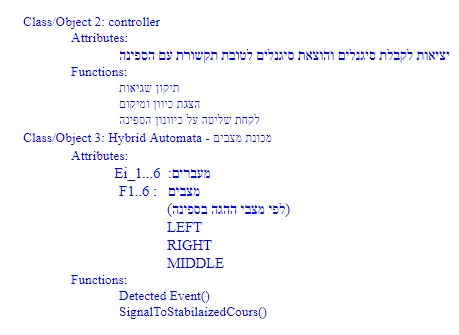 Class/Object 2: controller
Attributes:
יציאות לקבלת סיגנלים והוצאת סיגנלים לטובת תקשורת עם הספינה
Functions:
תיקון שגיאות
הצגת כיוון ומיקום
לקחת שליטה על כיוונון הספינה
Class/Object 3: Hybrid Automata - מכונת מצבים
Attributes:
מעברים: Ei_1...6
מצבים : F1..6
(לפי מצבי ההגה בספינה)
LEFT
RIGHT
MIDDLE
Functions:
Detected Event()
SignalToStabilaizedCours()